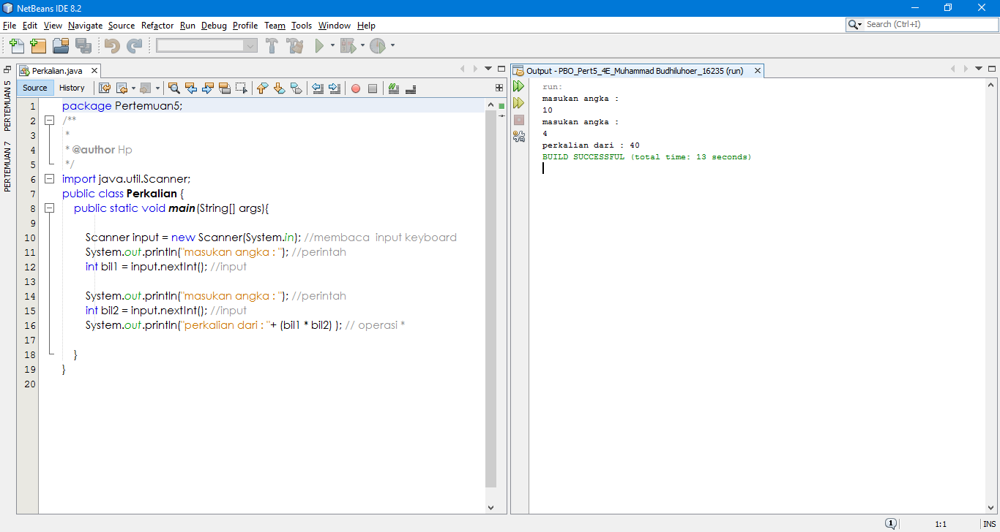 NetBeans IDE 8.2
File Edit View Navigate Source Refactor Run Debug Profile Team Tools Window Help
Search (Ctrl+I)
PERTEMUAN 5
PERTEMUAN 7
Perkalian.java
Source History
1 package Pertemuan5;
2 /**
3 *
4 * @author Hp
5 */
6 import java.util.Scanner;
7 public class Perkalian {
8 public static void main(String[] args){
9
10 Scanner input = new Scanner(System.in); //membaca  input keyboard
11 System.out.println("masukan angka : "); //perintah
12 int bil1 = input.nextInt(); //input
13
14 System.out.println("masukan angka : "); //perintah
15 int bil2 = input.nextInt(); //input
16 System.out.println("perkalian dari : "+ (bil1 * bil2) ); // operasi *
17
18 }
19 }
20
Output - PBO_Pert5_4E_Muhammad Budhiluhoer_16235 (run)
run:
masukan angka :
10
masukan angka :
4
perkalian dari : 40
BUILD SUCCESSFUL (total time: 13 seconds)
1
1:1
INS